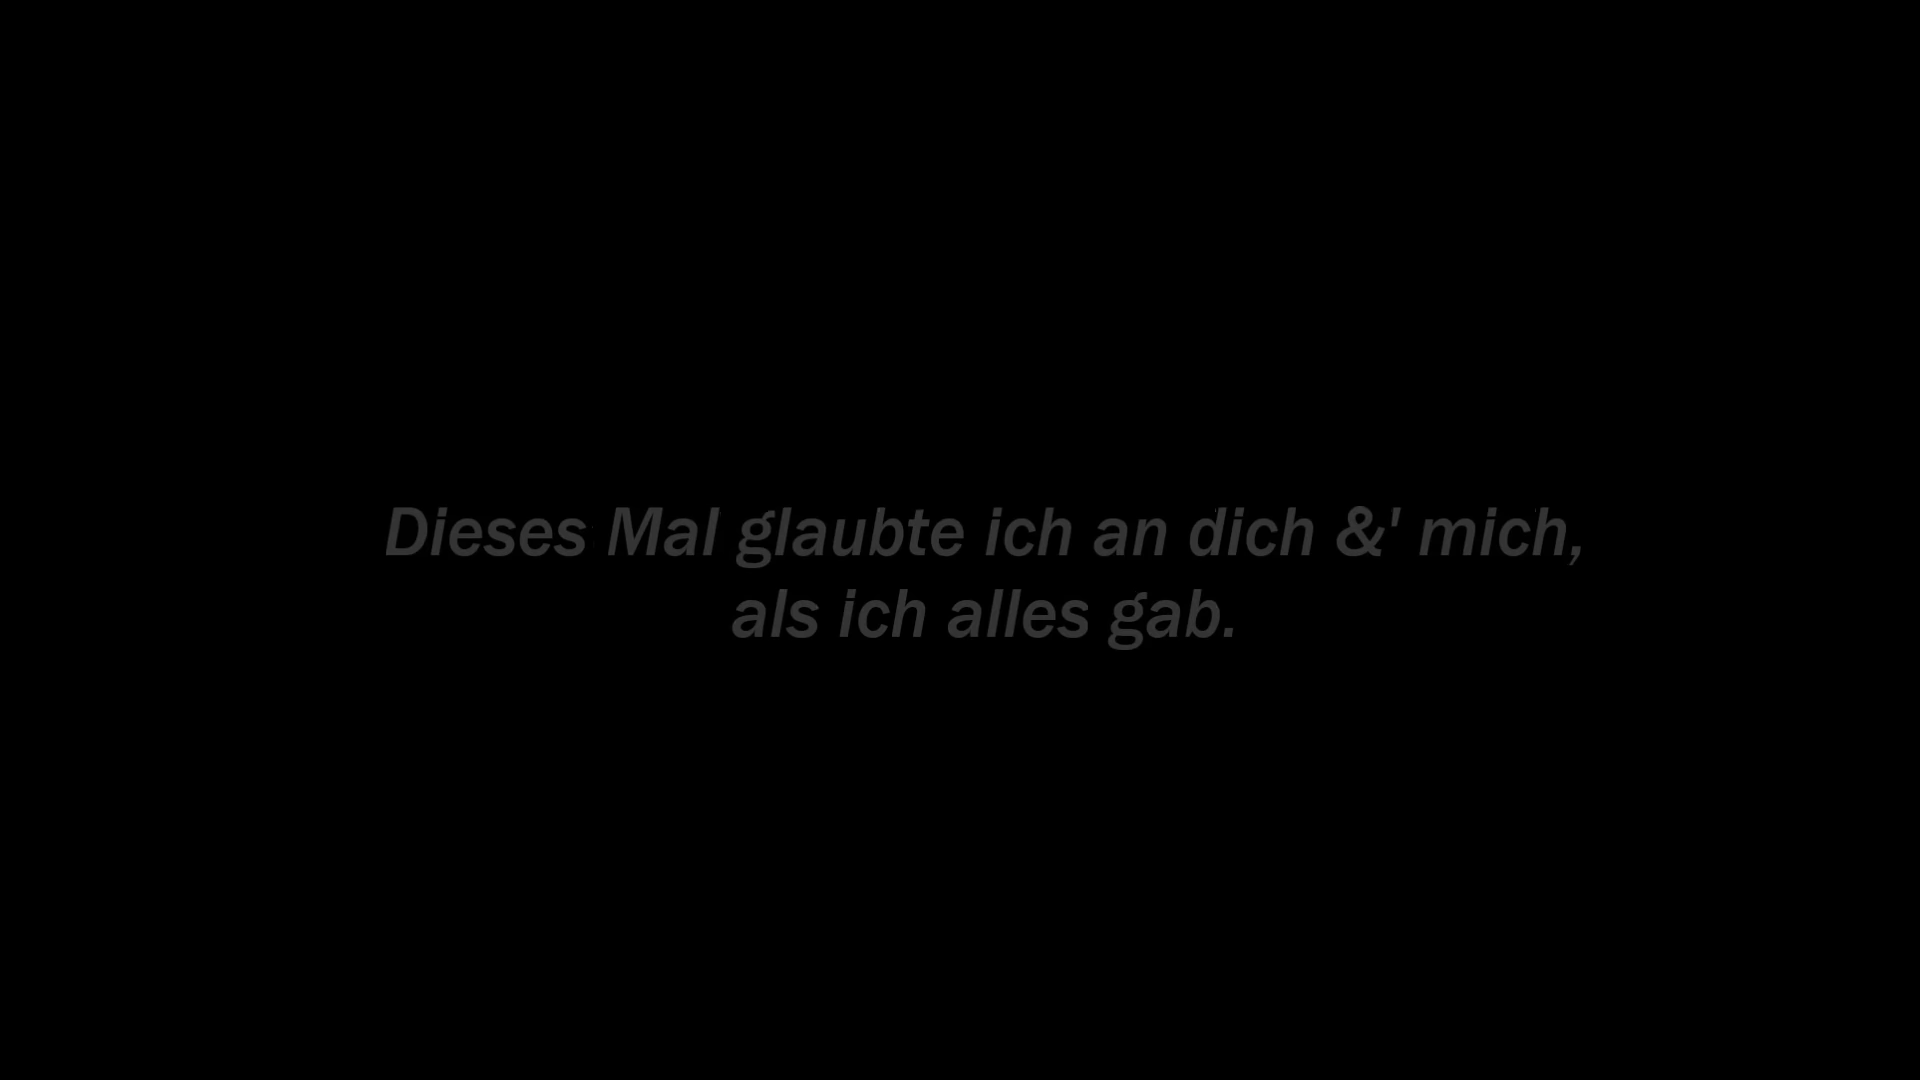 Dieses Mal glaubte ich an dich &' mich,
als ich alles gab.